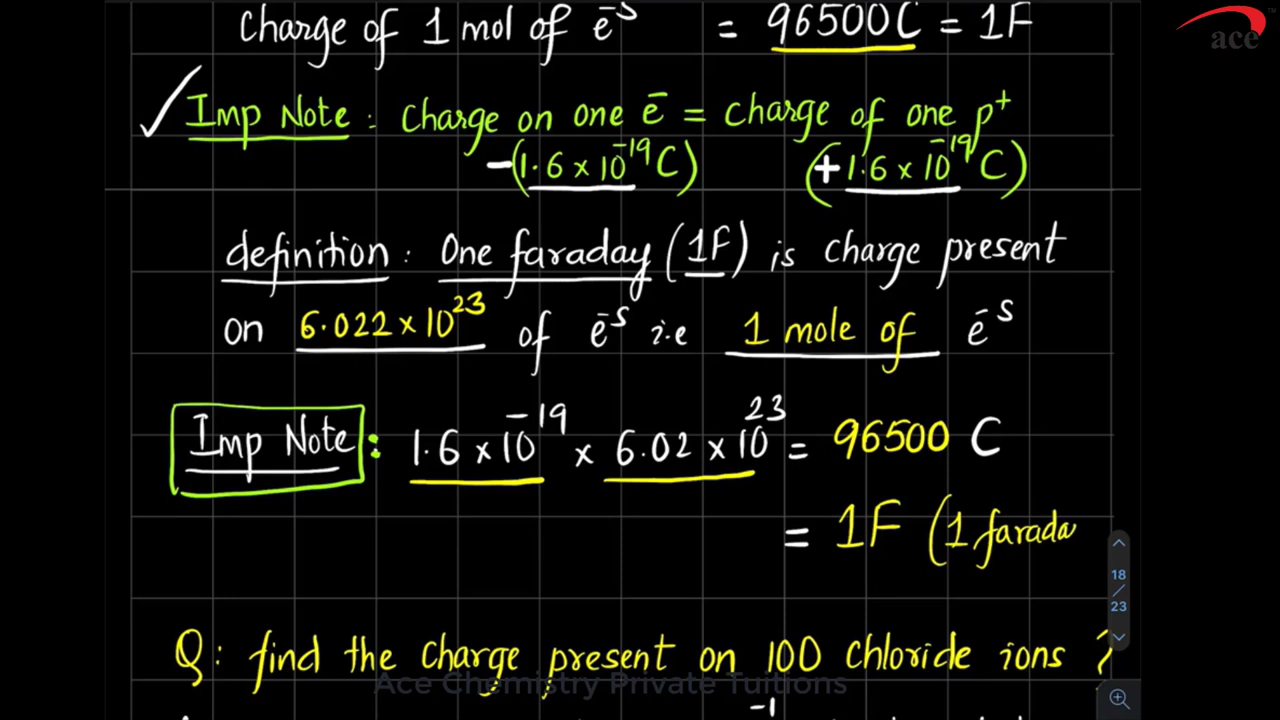 charge of 1 mol of e⁻s = 96500C = 1F
ace
Imp Note : charge on one e⁻ = charge of one p⁺
-(1.6 × 10⁻¹⁹ C) (+1.6 × 10⁻¹⁹ C)
definition : One faraday (1F) is charge present
on 6.022 × 10²³ of e⁻s i.e 1 mole of e⁻s
Imp Note : 1.6 × 10⁻¹⁹ × 6.02 × 10²³ = 96500 C
= 1F (1 farada
18
/
23
Q: find the charge present on 100 chloride ions ?
Ace Chemistry Private Tuitions
-1